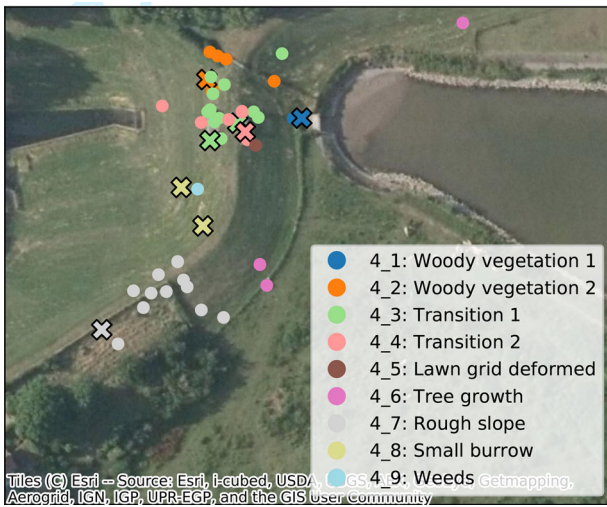 4_1: Woody vegetation 1
4_2: Woody vegetation 2
4_3: Transition 1
4_4: Transition 2
4_5: Lawn grid deformed
4_6: Tree growth
4_7: Rough slope
4_8: Small burrow
4_9: Weeds
Tiles (C) Esri -- Source: Esri, i-cubed, USDA, Getmapping,
Aerogrid, IGN, IGP, UPR-EGP, and the GIS User Community